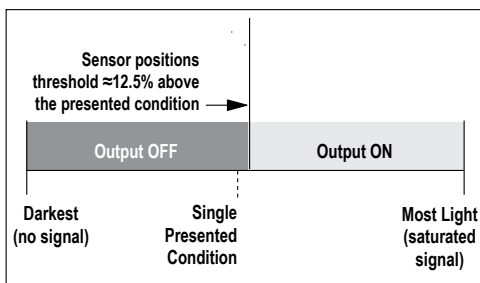 Sensor positions
threshold ≈12.5% above
the presented condition
Output OFF
Output ON
Darkest
(no signal)
Single
Presented
Condition
Most Light
(saturated
signal)